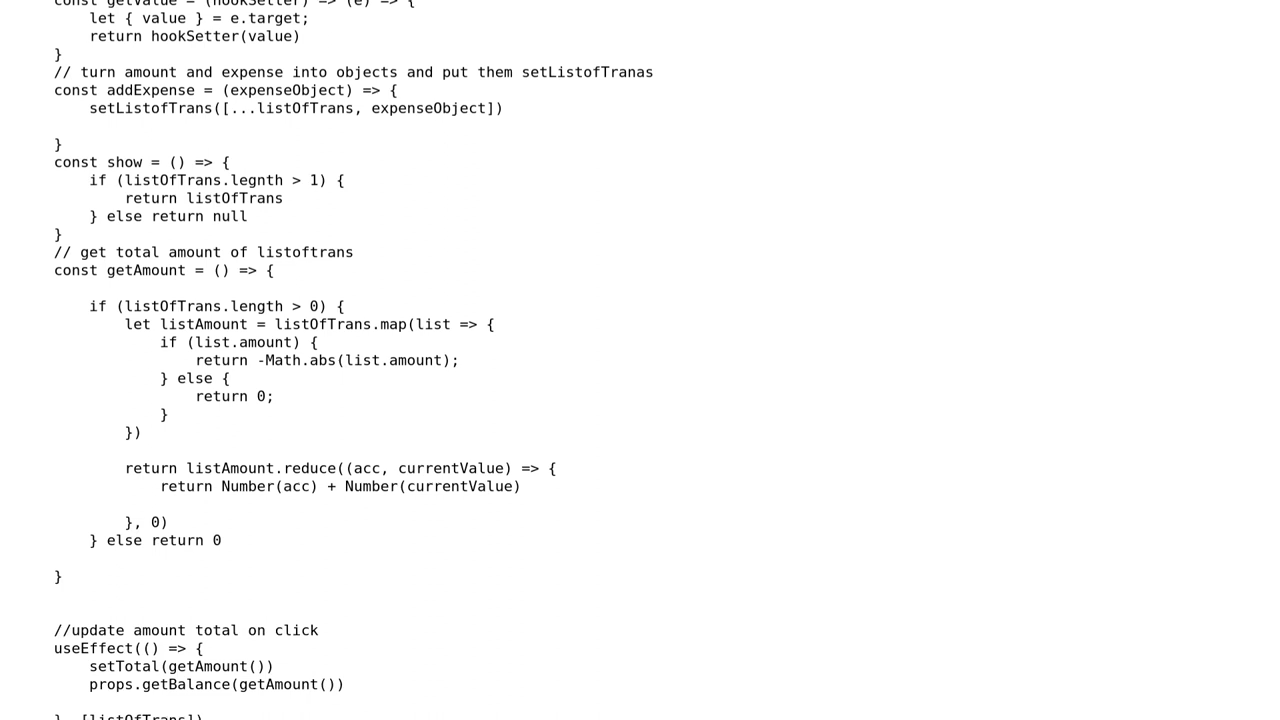 const getValue = (hookSetter) => (e) => {
    let { value } = e.target;
    return hookSetter(value)
}
// turn amount and expense into objects and put them setListofTranas
const addExpense = (expenseObject) => {
    setListofTrans([...listOfTrans, expenseObject])
}
const show = () => {
    if (listOfTrans.legnth > 1) {
        return listOfTrans
    } else return null
}
// get total amount of listoftrans
const getAmount = () => {
    if (listOfTrans.length > 0) {
        let listAmount = listOfTrans.map(list => {
            if (list.amount) {
                return -Math.abs(list.amount);
            } else {
                return 0;
            }
        })
        return listAmount.reduce((acc, currentValue) => {
            return Number(acc) + Number(currentValue)
        }, 0)
    } else return 0
}
//update amount total on click
useEffect(() => {
    setTotal(getAmount())
    props.getBalance(getAmount())
}, [listOfTrans])